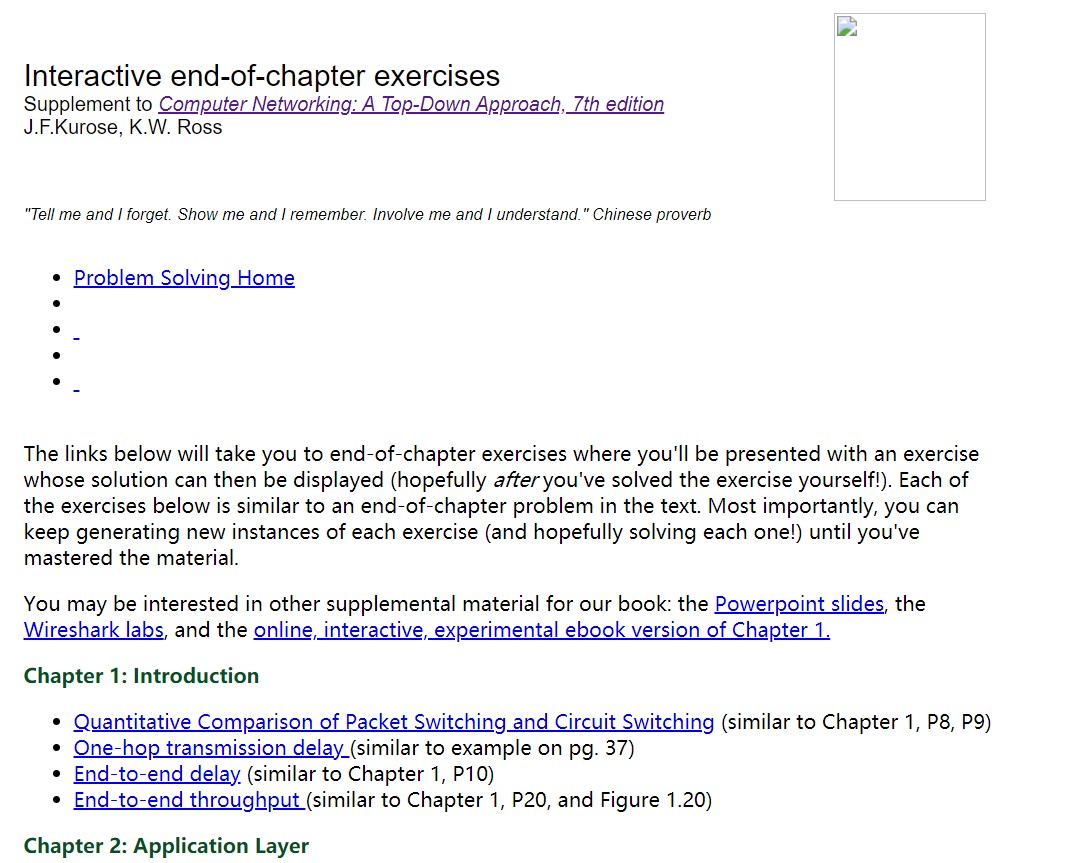 Interactive end-of-chapter exercises
Supplement to Computer Networking: A Top-Down Approach, 7th edition
J.F.Kurose, K.W. Ross
"Tell me and I forget. Show me and I remember. Involve me and I understand." Chinese proverb
Problem Solving Home
The links below will take you to end-of-chapter exercises where you'll be presented with an exercise
whose solution can then be displayed (hopefully after you've solved the exercise yourself!). Each of
the exercises below is similar to an end-of-chapter problem in the text. Most importantly, you can
keep generating new instances of each exercise (and hopefully solving each one!) until you've
mastered the material.
You may be interested in other supplemental material for our book: the Powerpoint slides, the
Wireshark labs, and the online, interactive, experimental ebook version of Chapter 1.
Chapter 1: Introduction
Quantitative Comparison of Packet Switching and Circuit Switching (similar to Chapter 1, P8, P9)
One-hop transmission delay (similar to example on pg. 37)
End-to-end delay (similar to Chapter 1, P10)
End-to-end throughput (similar to Chapter 1, P20, and Figure 1.20)
Chapter 2: Application Layer